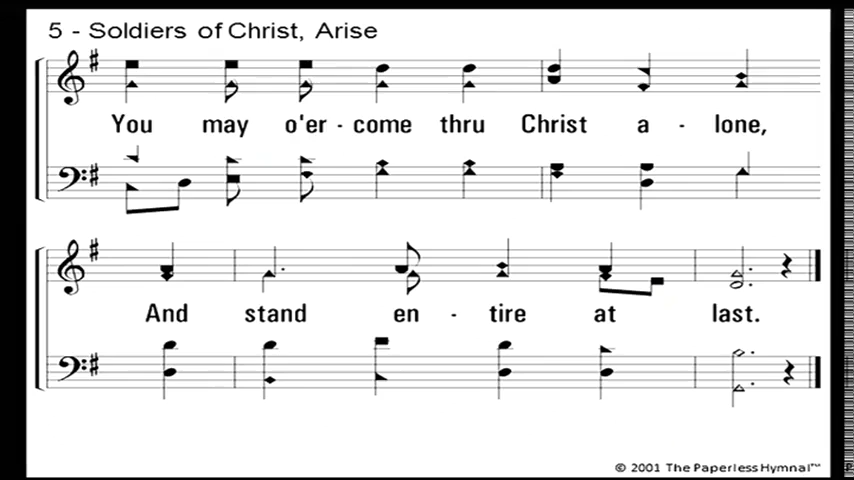 5 - Soldiers of Christ, Arise
You may o'er - come thru Christ a - lone,
And stand en - tire at last.
© 2001 The Paperless Hymnal™